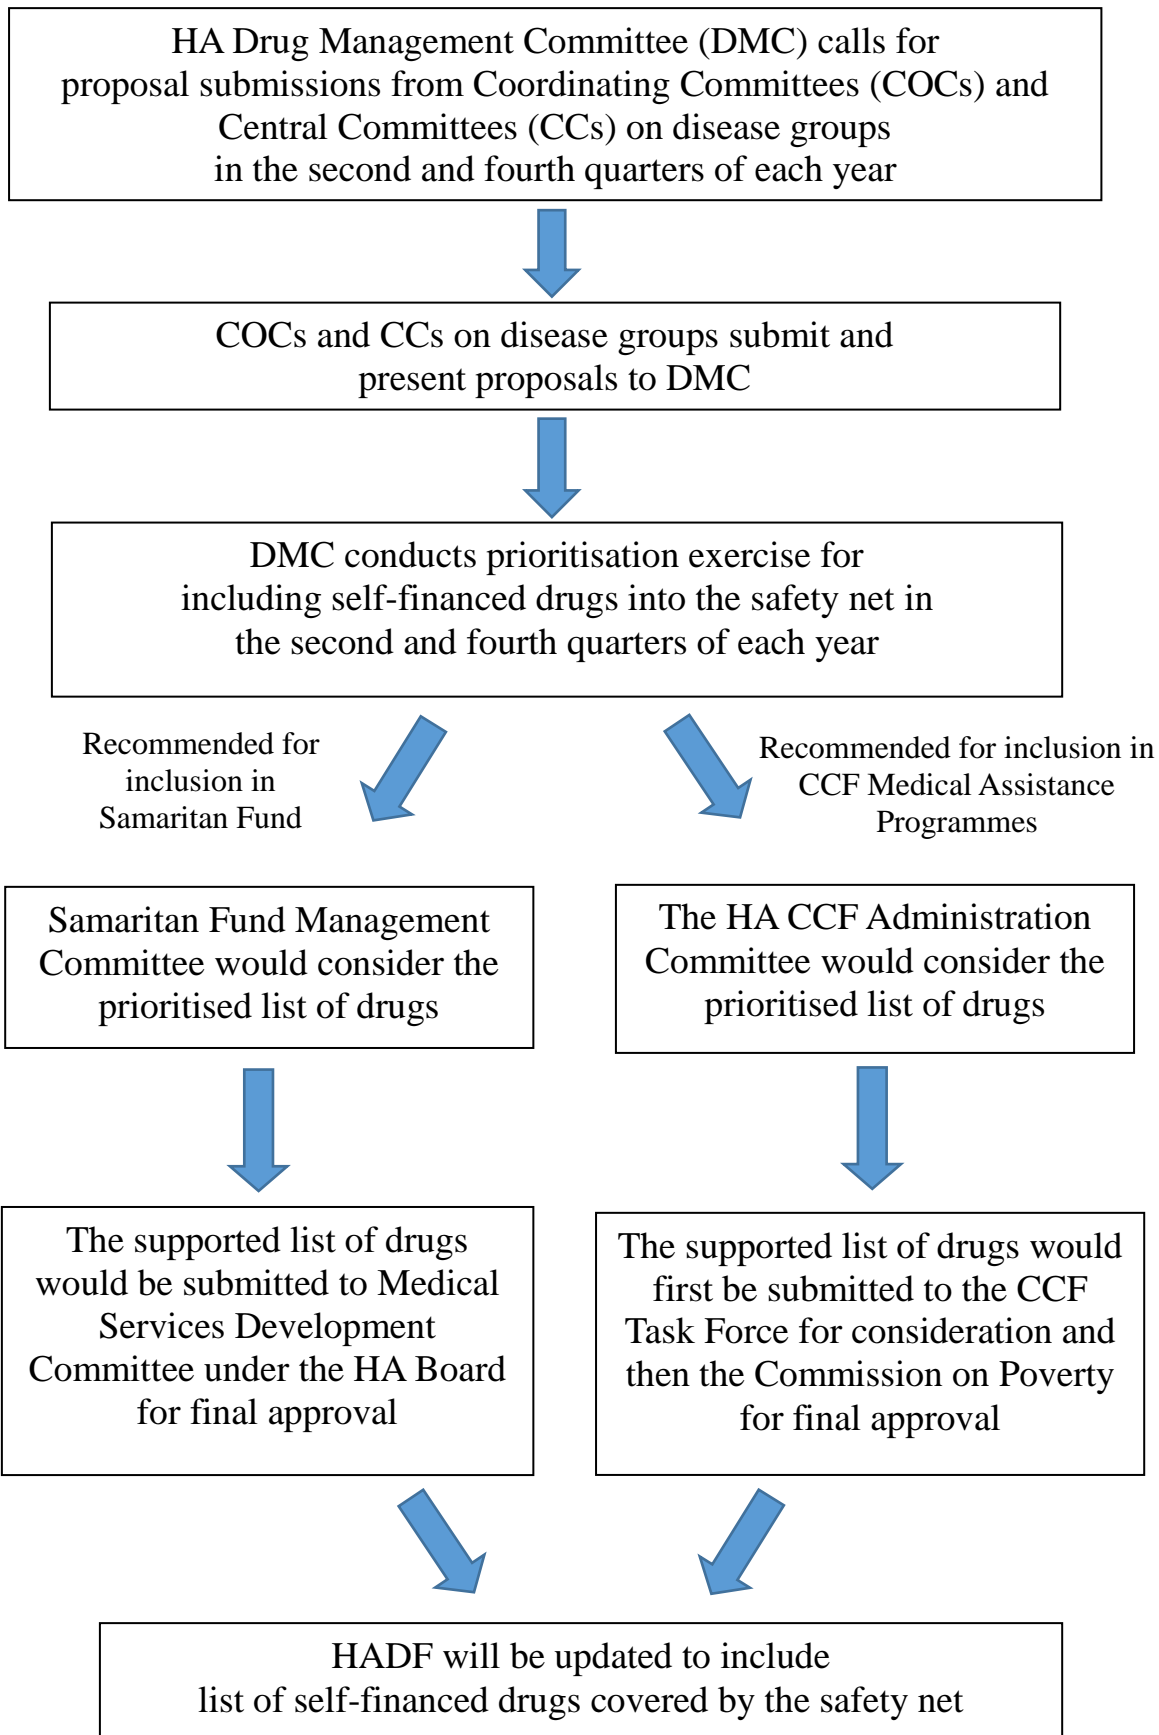 HA Drug Management Committee (DMC) calls for
proposal submissions from Coordinating Committees (COCs) and
Central Committees (CCs) on disease groups
in the second and fourth quarters of each year
COCs and CCs on disease groups submit and
present proposals to DMC
DMC conducts prioritisation exercise for
including self-financed drugs into the safety net in
the second and fourth quarters of each year
Recommended for
inclusion in
Samaritan Fund
Recommended for inclusion in
CCF Medical Assistance
Programmes
Samaritan Fund Management
Committee would consider the
prioritised list of drugs
The HA CCF Administration
Committee would consider the
prioritised list of drugs
The supported list of drugs
would be submitted to Medical
Services Development
Committee under the HA Board
for final approval
The supported list of drugs would
first be submitted to the CCF
Task Force for consideration and
then the Commission on Poverty
for final approval
HADF will be updated to include
list of self-financed drugs covered by the safety net